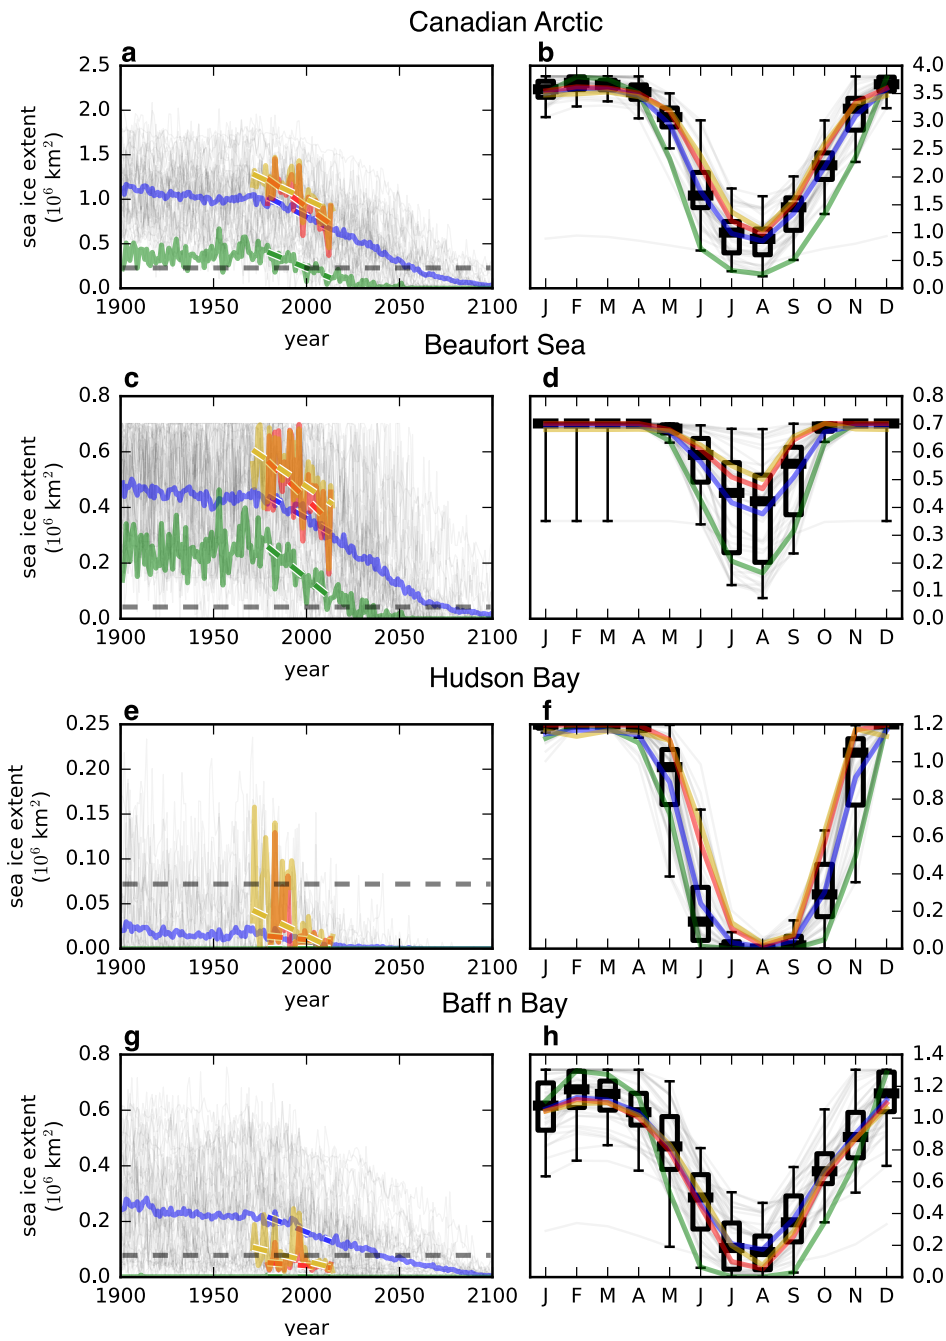 Canadian Arctic
a
b
2.5
2.0
1.5
1.0
0.5
0.0
sea ice extent
(10⁶ km²)
1900 1950 2000 2050 2100
year
4.0
3.5
3.0
2.5
2.0
1.5
1.0
0.5
0.0
J F M A M J J A S O N D
Beaufort Sea
c
d
0.8
0.6
0.4
0.2
0.0
sea ice extent
(10⁶ km²)
1900 1950 2000 2050 2100
year
0.8
0.7
0.6
0.5
0.4
0.3
0.2
0.1
0.0
J F M A M J J A S O N D
Hudson Bay
e
f
0.25
0.20
0.15
0.10
0.05
0.00
sea ice extent
(10⁶ km²)
1900 1950 2000 2050 2100
year
1.2
1.0
0.8
0.6
0.4
0.2
0.0
J F M A M J J A S O N D
Baff n Bay
g
h
0.8
0.6
0.4
0.2
0.0
sea ice extent
(10⁶ km²)
1900 1950 2000 2050 2100
year
1.4
1.2
1.0
0.8
0.6
0.4
0.2
0.0
J F M A M J J A S O N D